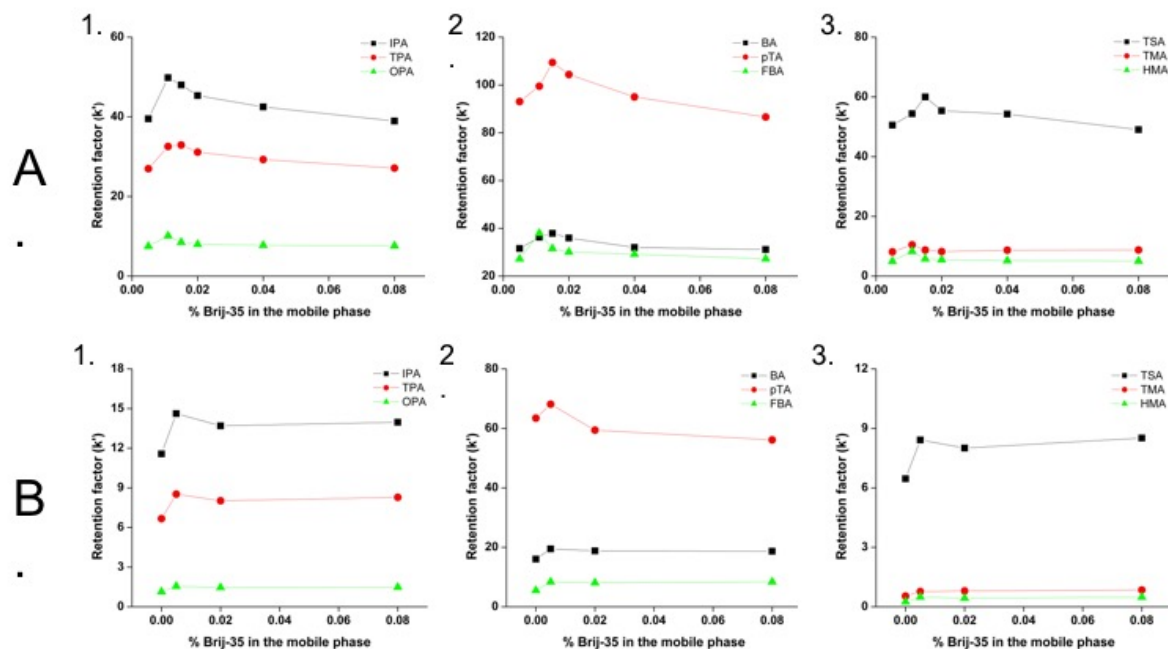 A
.
1.
Retention factor (k')
60
40
20
0
IPA
TPA
OPA
0.00 0.02 0.04 0.06 0.08
% Brij-35 in the mobile phase
2
.
Retention factor (k')
120
100
80
60
40
20
BA
pTA
FBA
0.00 0.02 0.04 0.06 0.08
% Brij-35 in the mobile phase
3.
Retention factor (k')
80
60
40
20
0
TSA
TMA
HMA
0.00 0.02 0.04 0.06 0.08
% Brij-35 in the mobile phase
B
.
1.
Retention factor (k')
18
15
12
9
6
3
0
IPA
TPA
OPA
0.00 0.02 0.04 0.06 0.08
% Brij-35 in the mobile phase
2
.
Retention factor (k')
80
60
40
20
0
BA
pTA
FBA
0.00 0.02 0.04 0.06 0.08
% Brij-35 in the mobile phase
3.
Retention factor (k')
12
9
6
3
0
TSA
TMA
HMA
0.00 0.02 0.04 0.06 0.08
% Brij-35 in the mobile phase